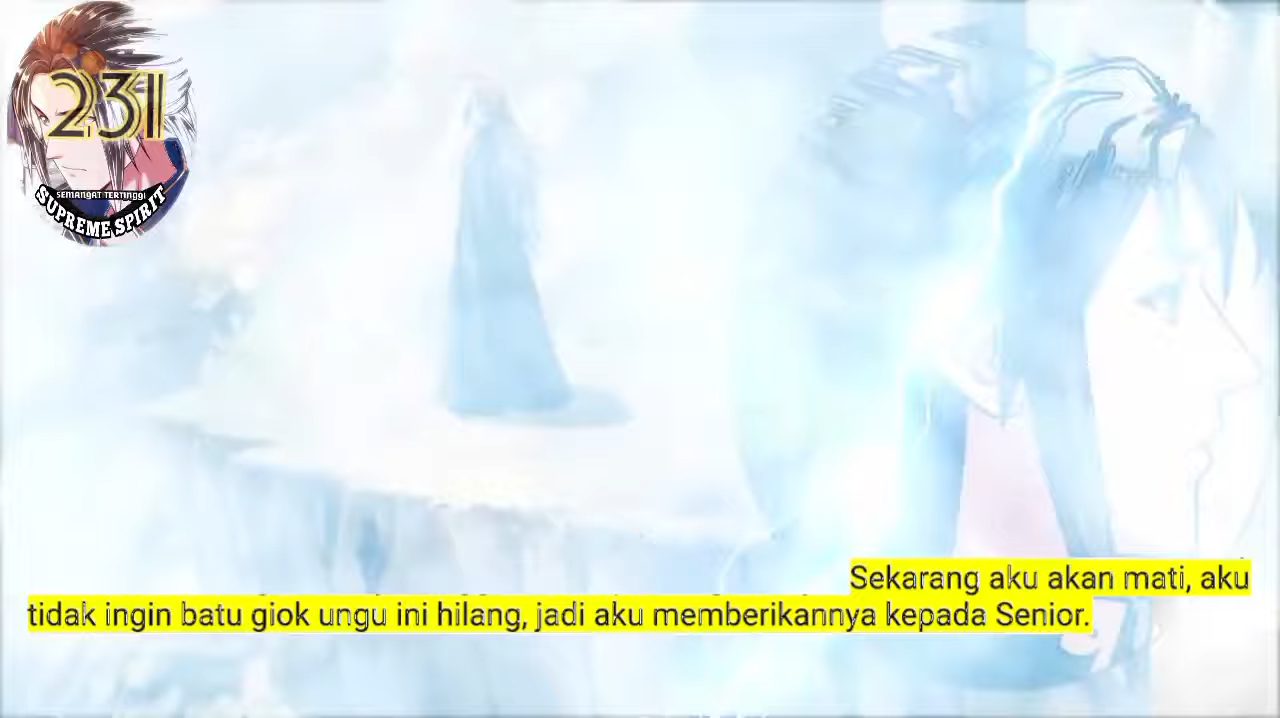 231
SEMANGAT TERTINGGI
SUPREME SPIRIT
Sekarang aku akan mati, aku
tidak ingin batu giok ungu ini hilang, jadi aku memberikannya kepada Senior.